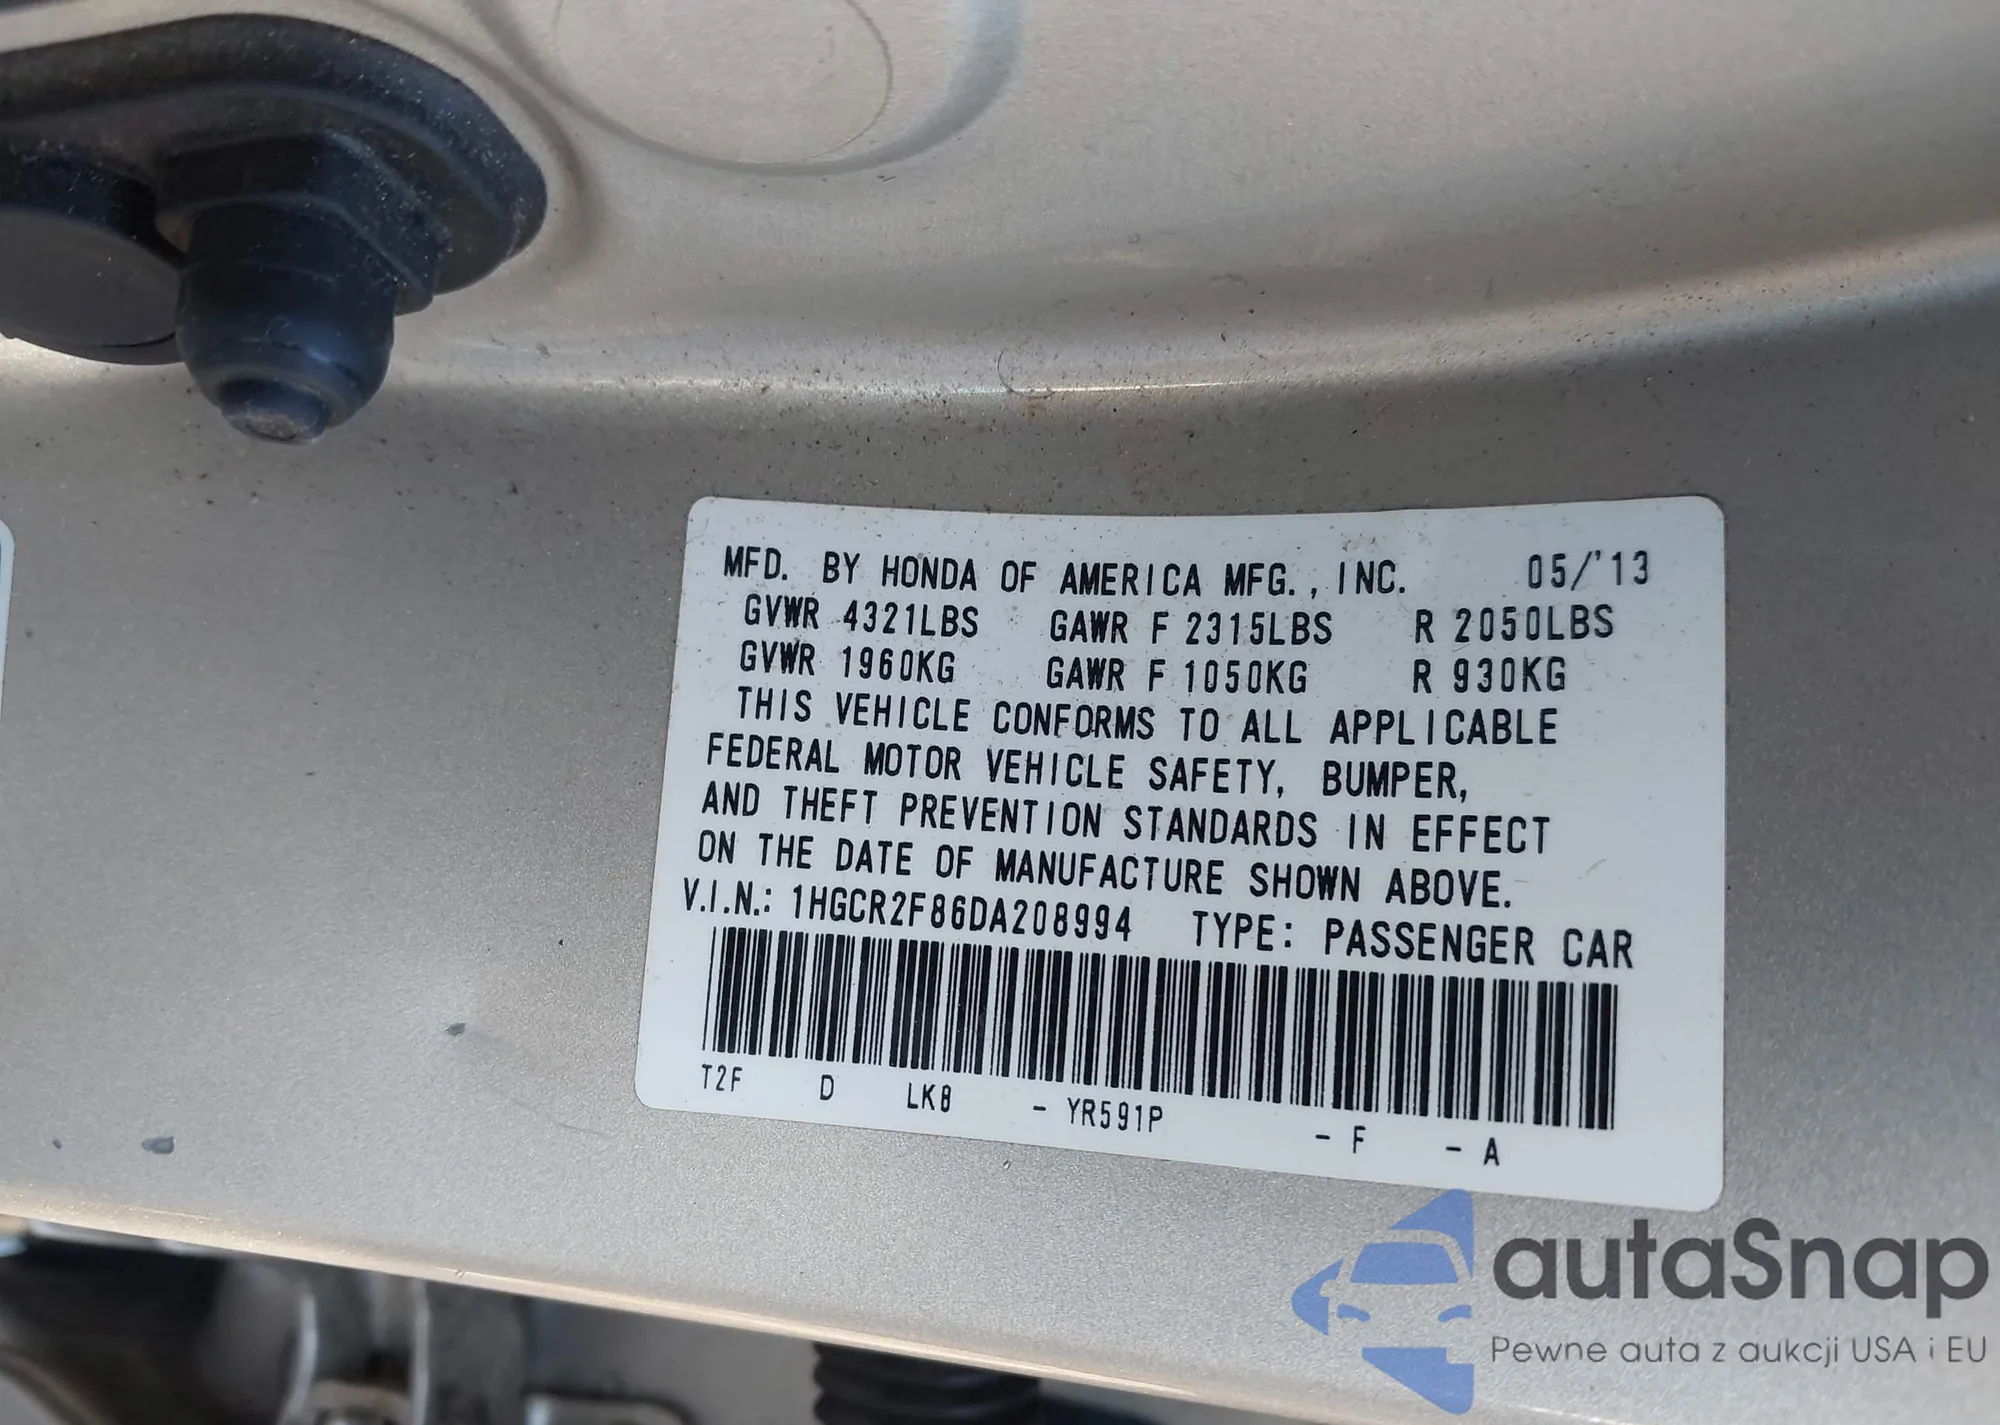 MFD. BY HONDA OF AMERICA MFG., INC. 05/'13
GVWR 4321LBS GAWR F 2315LBS R 2050LBS
GVWR 1960KG GAWR F 1050KG R 930KG
THIS VEHICLE CONFORMS TO ALL APPLICABLE
FEDERAL MOTOR VEHICLE SAFETY, BUMPER,
AND THEFT PREVENTION STANDARDS IN EFFECT
ON THE DATE OF MANUFACTURE SHOWN ABOVE.
V.I.N.: 1HGCR2F86DA208994 TYPE: PASSENGER CAR
T2F D LK8 - YR591P - F - A
autaSnap
Pewne auta z aukcji USA i EU